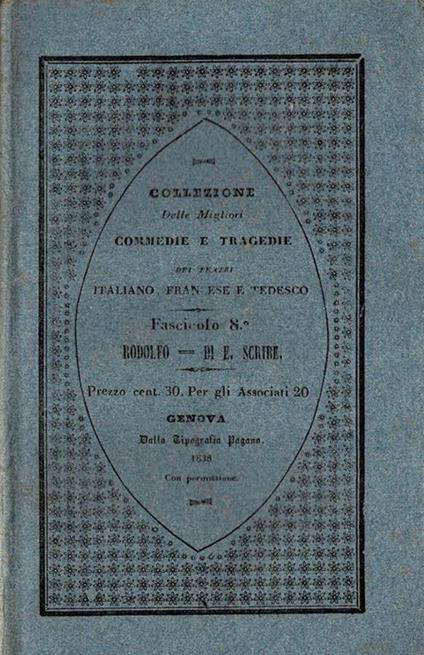 COLLEZIONE
Delle Migliori
COMMEDIE E TRAGEDIE
DEI TEATRI
ITALIANO, FRANCESE E TEDESCO
Fascicolo 8.º
RODOLFO = DI E. SCRIBE.
Prezzo cent. 30. Per gli Associati 20
GENOVA
Dalla Tipografia Pagano.
1838
Con permissione.